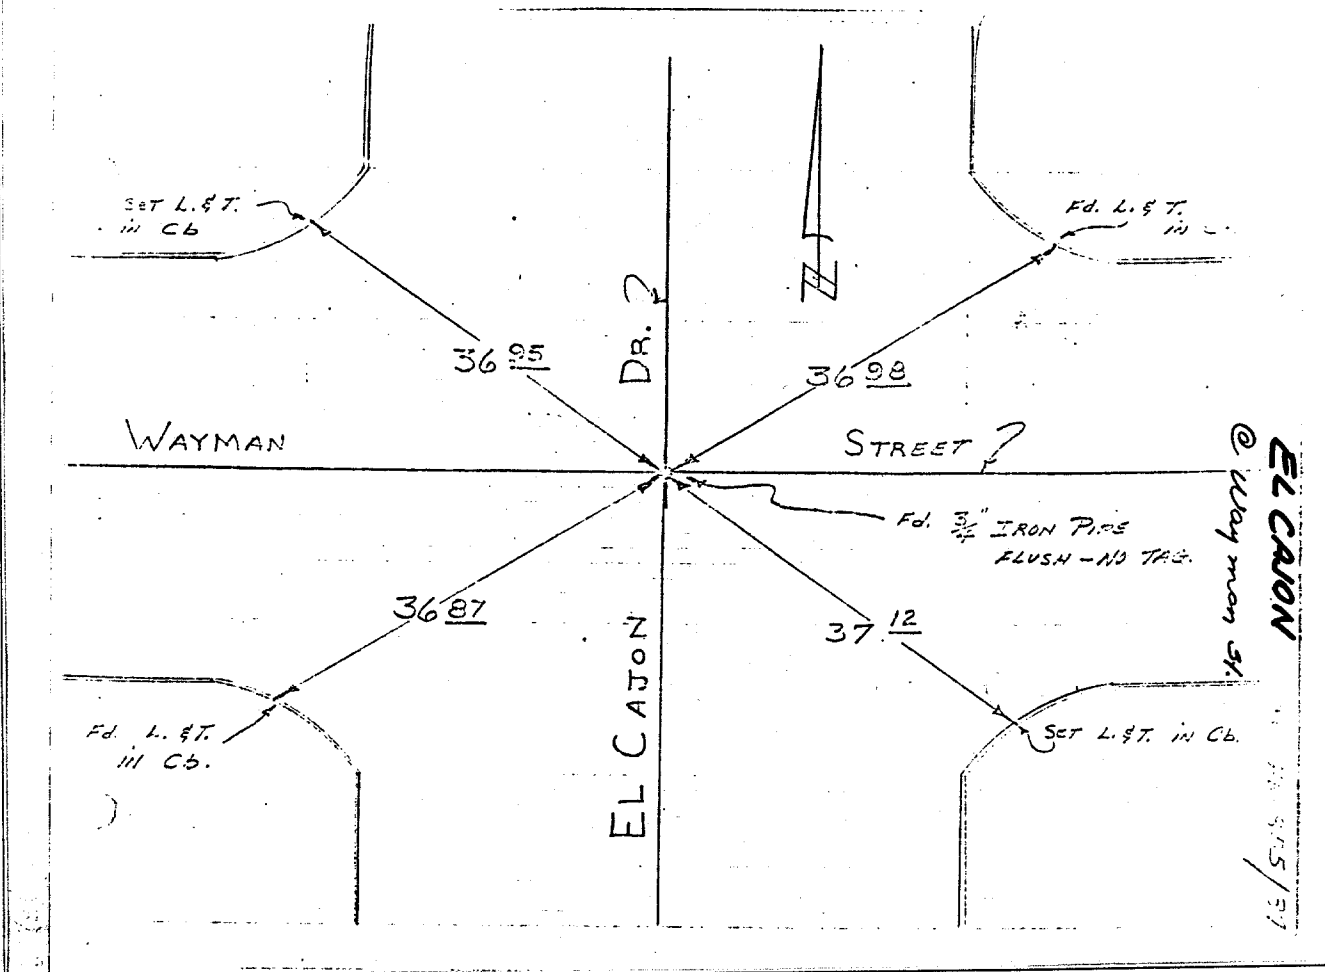 SET L. & T.
in Cb
Fd. L. & T.
in
DR. ?
N
36 95
36 98
WAYMAN
STREET ?
Fd. 3/4" IRON PIPE
FLUSH - NO TAG.
36 87
37 12
EL CAJON
Fd. L. & T.
in Cb.
SET L. & T. in Cb.
EL CAJON
@ Wayman St.